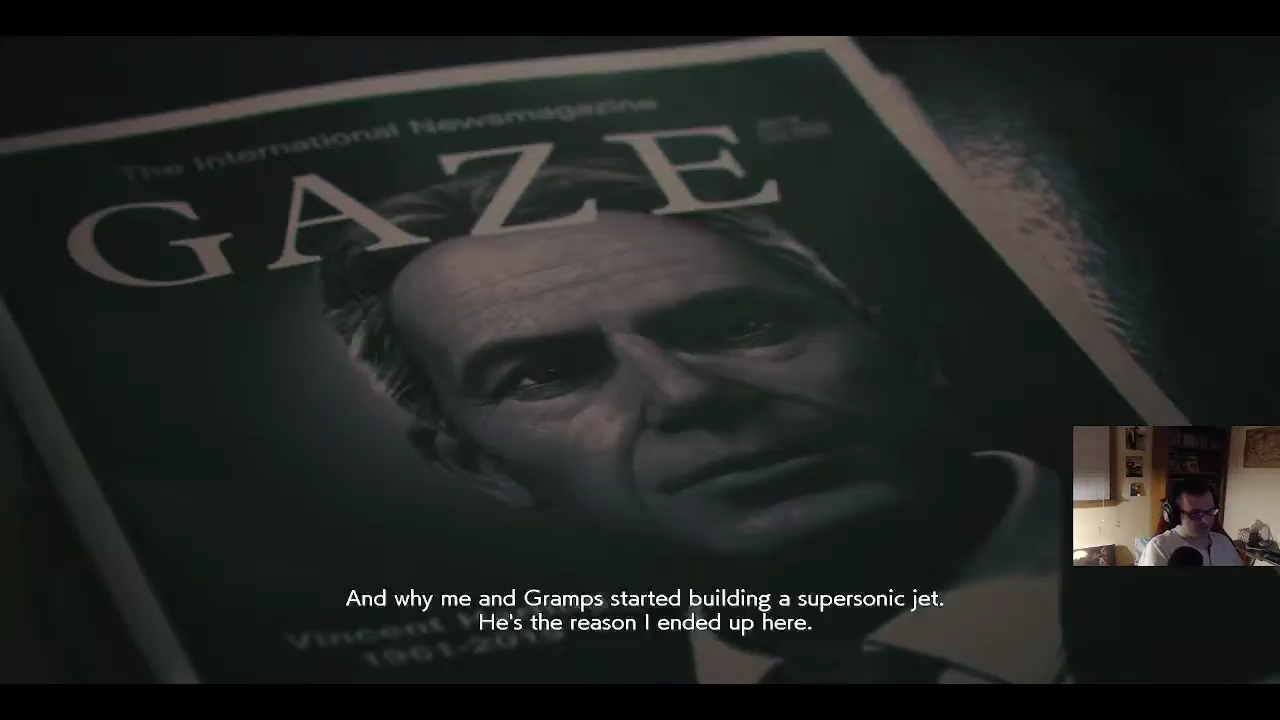 The International Newsmagazine
GAZE
Vincent
And why me and Gramps started building a supersonic jet.
He's the reason I ended up here.